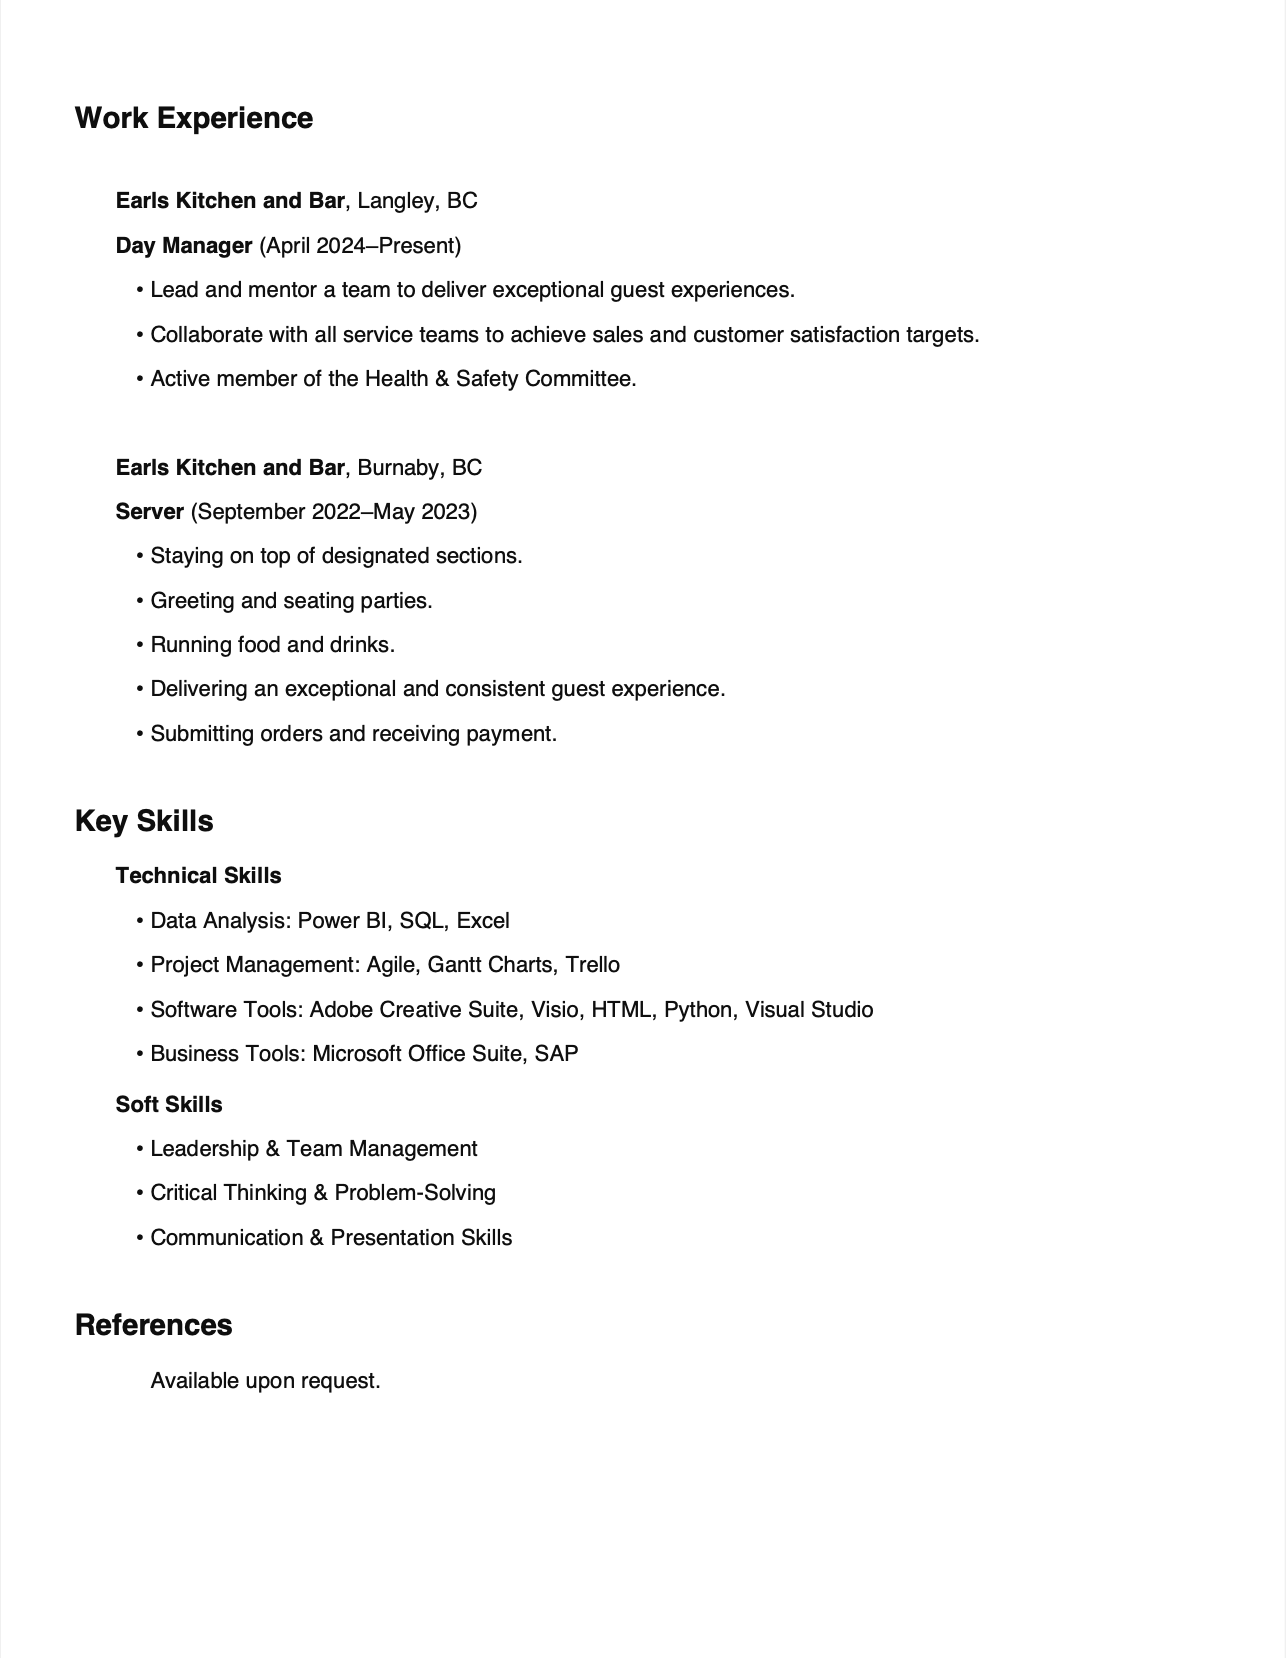 Work Experience
Earls Kitchen and Bar, Langley, BC
Day Manager (April 2024–Present)
• Lead and mentor a team to deliver exceptional guest experiences.
• Collaborate with all service teams to achieve sales and customer satisfaction targets.
• Active member of the Health & Safety Committee.
Earls Kitchen and Bar, Burnaby, BC
Server (September 2022–May 2023)
• Staying on top of designated sections.
• Greeting and seating parties.
• Running food and drinks.
• Delivering an exceptional and consistent guest experience.
• Submitting orders and receiving payment.
Key Skills
Technical Skills
• Data Analysis: Power BI, SQL, Excel
• Project Management: Agile, Gantt Charts, Trello
• Software Tools: Adobe Creative Suite, Visio, HTML, Python, Visual Studio
• Business Tools: Microsoft Office Suite, SAP
Soft Skills
• Leadership & Team Management
• Critical Thinking & Problem-Solving
• Communication & Presentation Skills
References
Available upon request.